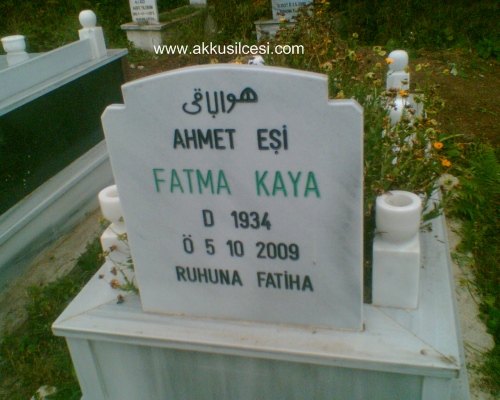 www.akkusilcesi.com
هوالباقى
AHMET EŞİ
FATMA KAYA
D 1934
Ö 5 10 2009
RUHUNA FATİHA